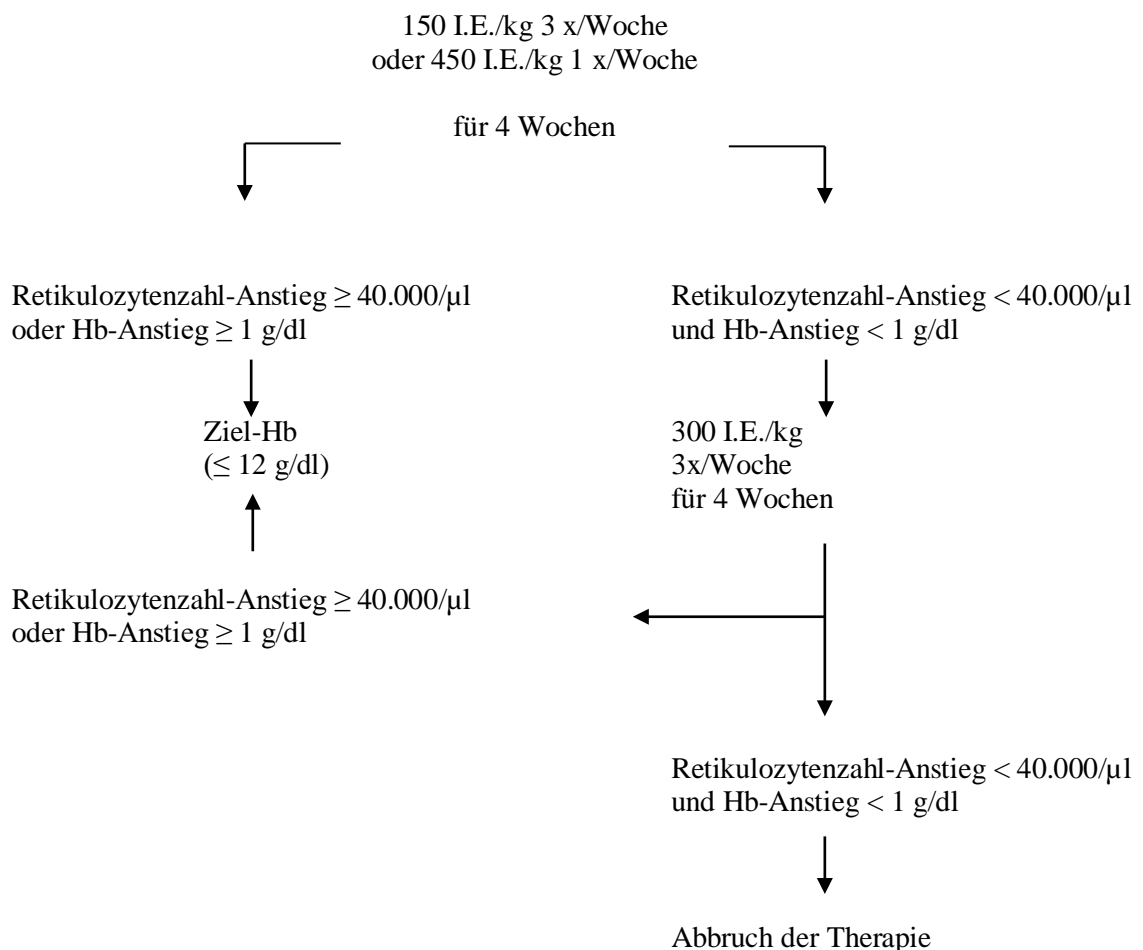 150 I.E./kg 3 x/Woche
oder 450 I.E./kg 1 x/Woche
für 4 Wochen
Retikulozytenzahl-Anstieg ≥ 40.000/µl
oder Hb-Anstieg ≥ 1 g/dl
Retikulozytenzahl-Anstieg < 40.000/µl
und Hb-Anstieg < 1 g/dl
Ziel-Hb
(≤ 12 g/dl)
300 I.E./kg
3x/Woche
für 4 Wochen
Retikulozytenzahl-Anstieg ≥ 40.000/µl
oder Hb-Anstieg ≥ 1 g/dl
Retikulozytenzahl-Anstieg < 40.000/µl
und Hb-Anstieg < 1 g/dl
Abbruch der Therapie